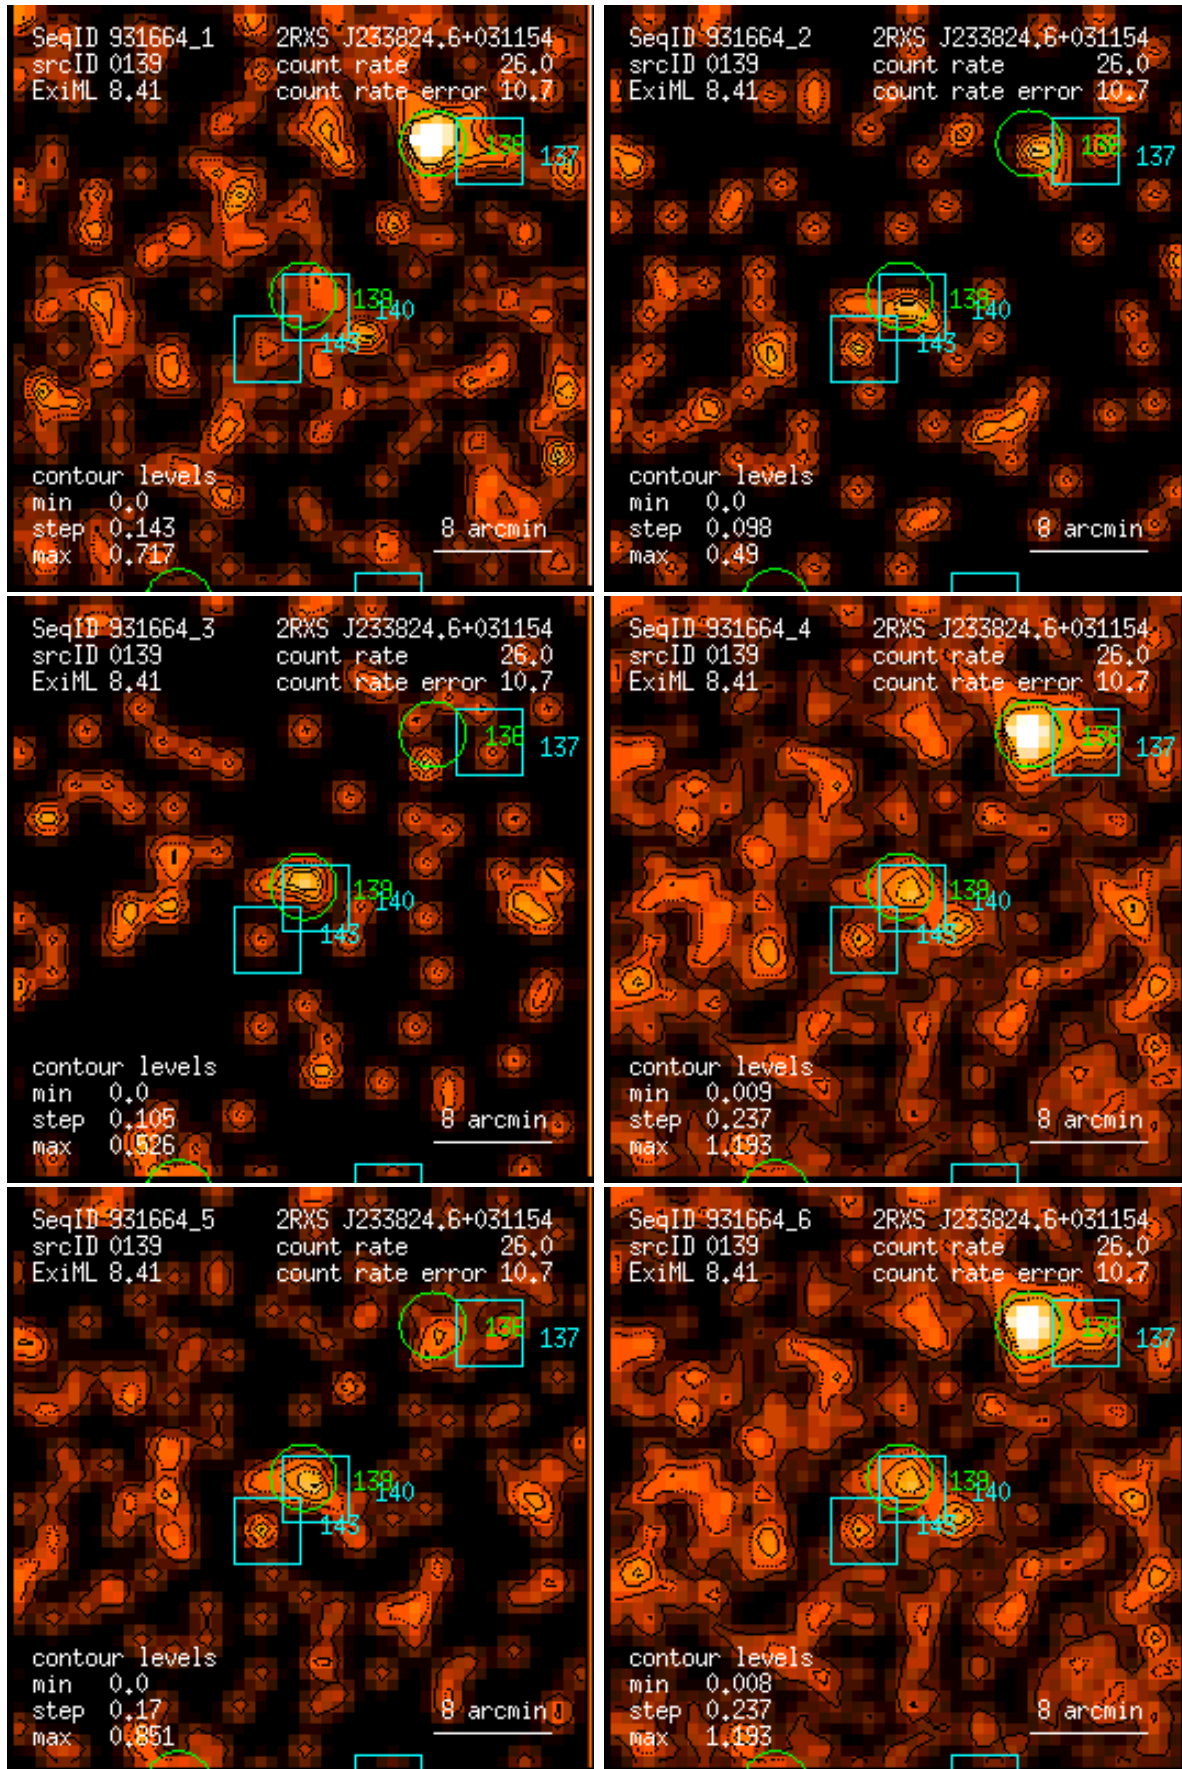 SeqID 931664_1 2RXS J233824.6+031154
srcID 0139 count rate 26.0
ExiML 8.41 count rate error 10.7
138
137
139
140
143
contour levels
min 0.0
step 0.143 8 arcmin
max 0.717
SeqID 931664_2 2RXS J233824.6+031154
srcID 0139 count rate 26.0
ExiML 8.41 count rate error 10.7
138
137
139
140
143
contour levels
min 0.0
step 0.098 8 arcmin
max 0.49
SeqID 931664_3 2RXS J233824.6+031154
srcID 0139 count rate 26.0
ExiML 8.41 count rate error 10.7
138
137
139
140
143
contour levels
min 0.0
step 0.105 8 arcmin
max 0.526
SeqID 931664_4 2RXS J233824.6+031154
srcID 0139 count rate 26.0
ExiML 8.41 count rate error 10.7
138
137
139
140
143
contour levels
min 0.009
step 0.237 8 arcmin
max 1.193
SeqID 931664_5 2RXS J233824.6+031154
srcID 0139 count rate 26.0
ExiML 8.41 count rate error 10.7
138
137
139
140
143
contour levels
min 0.0
step 0.17 8 arcmin
max 0.851
SeqID 931664_6 2RXS J233824.6+031154
srcID 0139 count rate 26.0
ExiML 8.41 count rate error 10.7
138
137
139
140
143
contour levels
min 0.008
step 0.237 8 arcmin
max 1.193